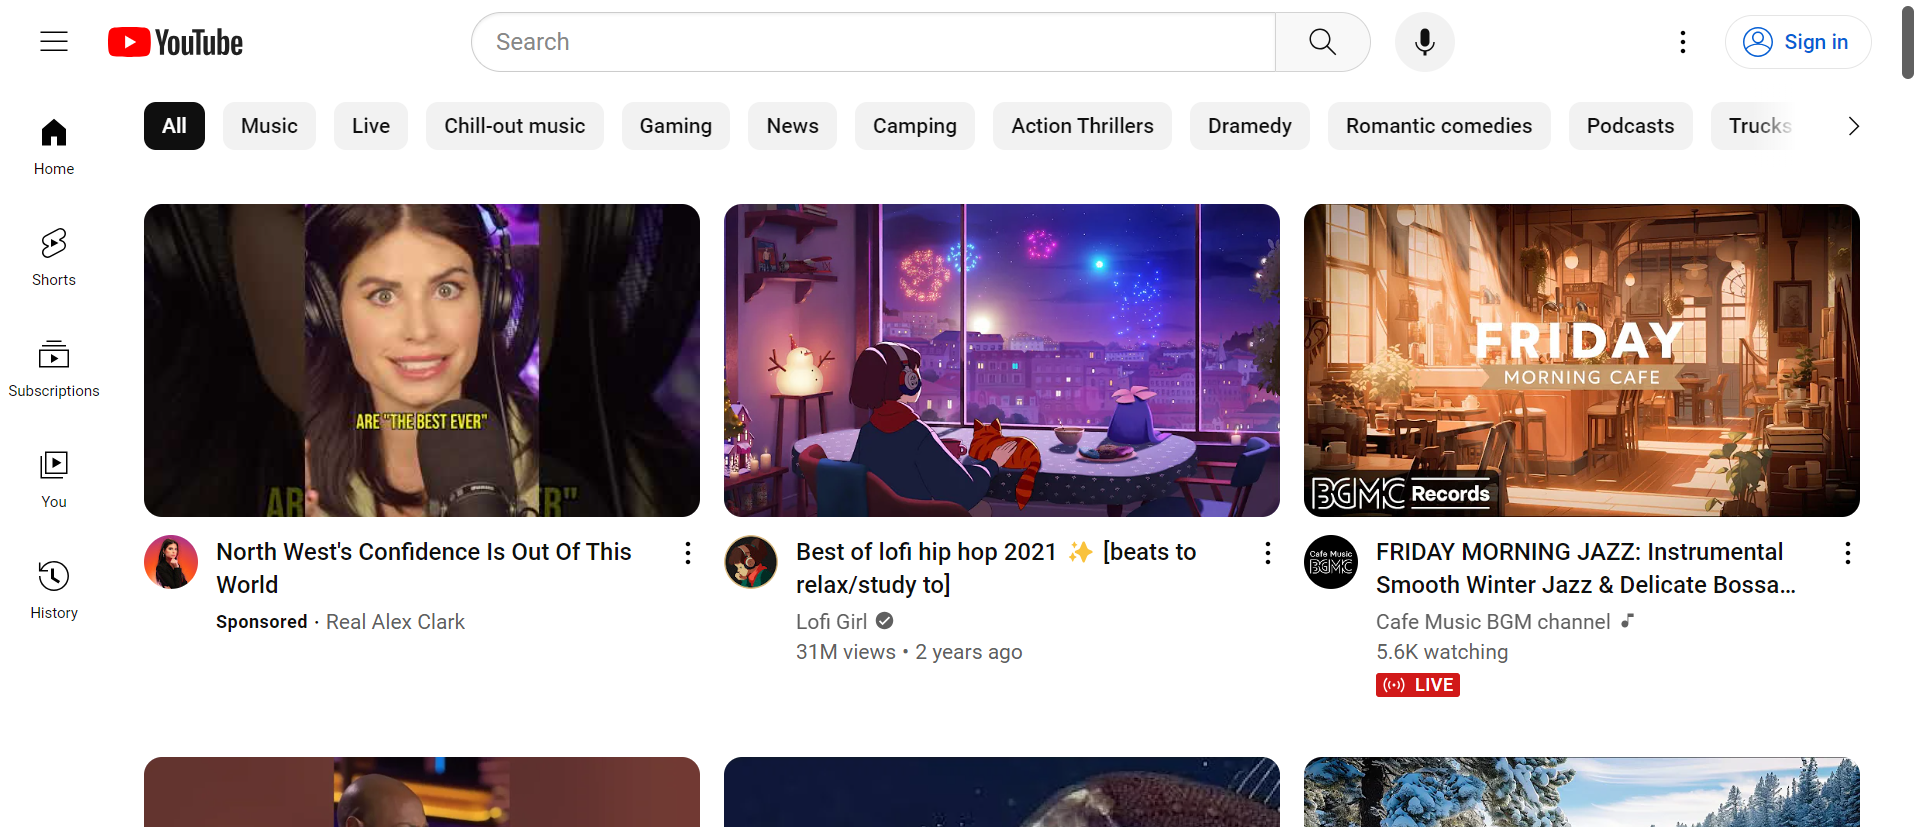 YouTube
Search
Sign in
All
Music
Live
Chill-out music
Gaming
News
Camping
Action Thrillers
Dramedy
Romantic comedies
Podcasts
Trucks
Home
Shorts
Subscriptions
You
History
ARE "THE BEST EVER"
North West's Confidence Is Out Of This
World
Sponsored · Real Alex Clark
Best of lofi hip hop 2021 ✨ [beats to
relax/study to]
Lofi Girl
31M views • 2 years ago
FRIDAY
MORNING CAFE
BGMC Records
Cafe Music
BGMC
FRIDAY MORNING JAZZ: Instrumental
Smooth Winter Jazz & Delicate Bossa...
Cafe Music BGM channel
5.6K watching
LIVE